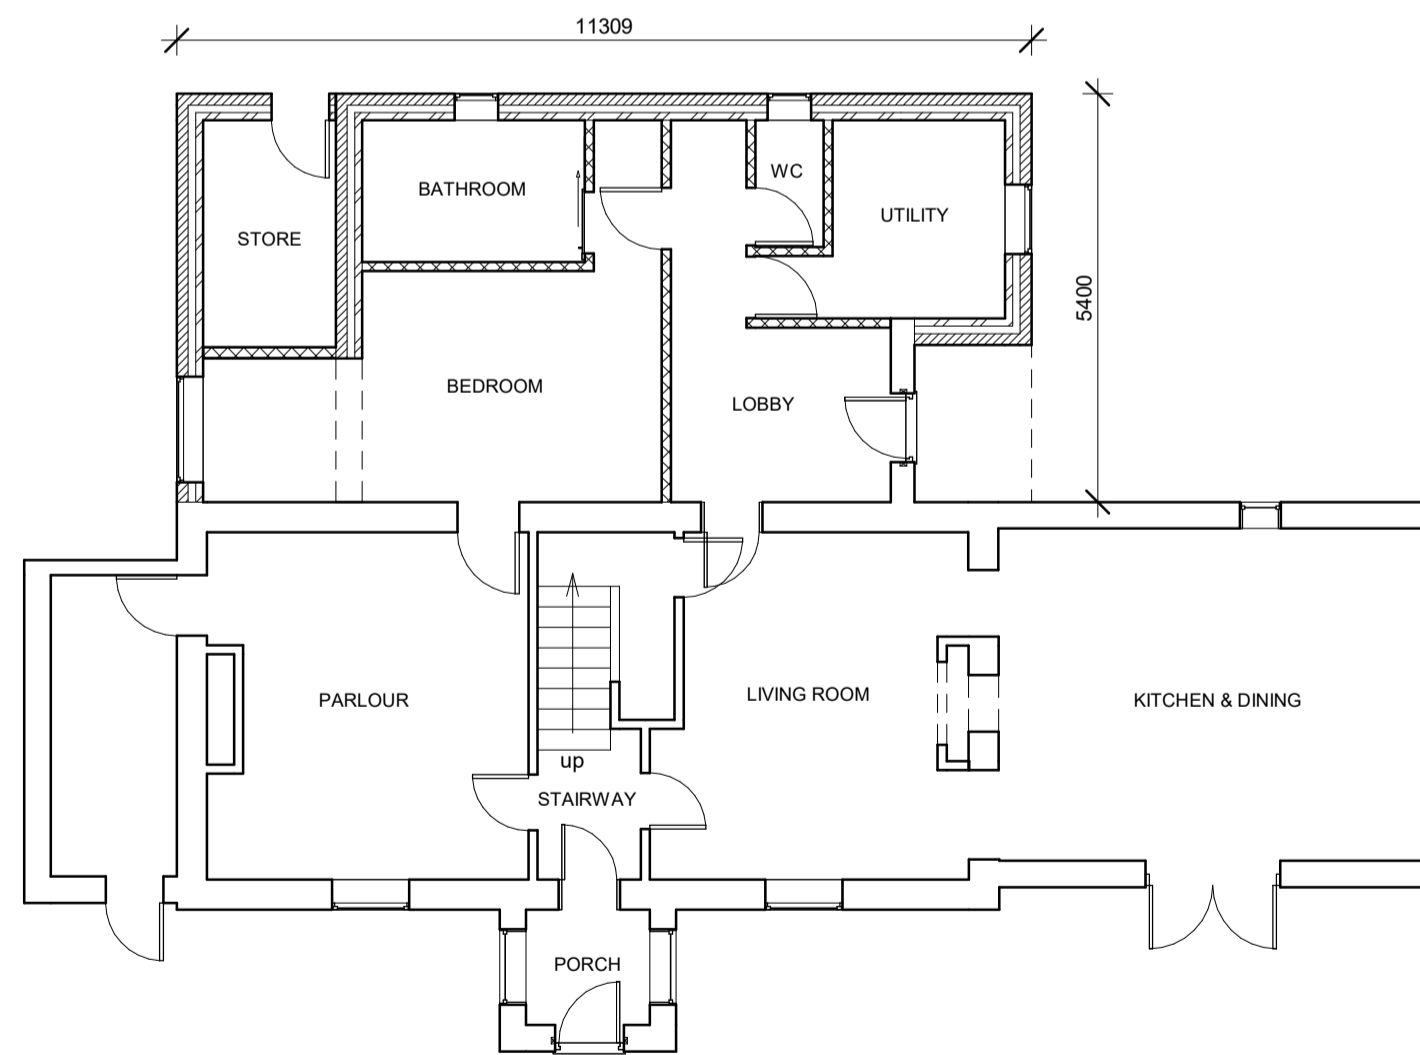 11309
WC
BATHROOM
UTILITY
STORE
5400
BEDROOM
LOBBY
LIVING ROOM
PARLOUR
KITCHEN & DINING
up
STAIRWAY
PORCH